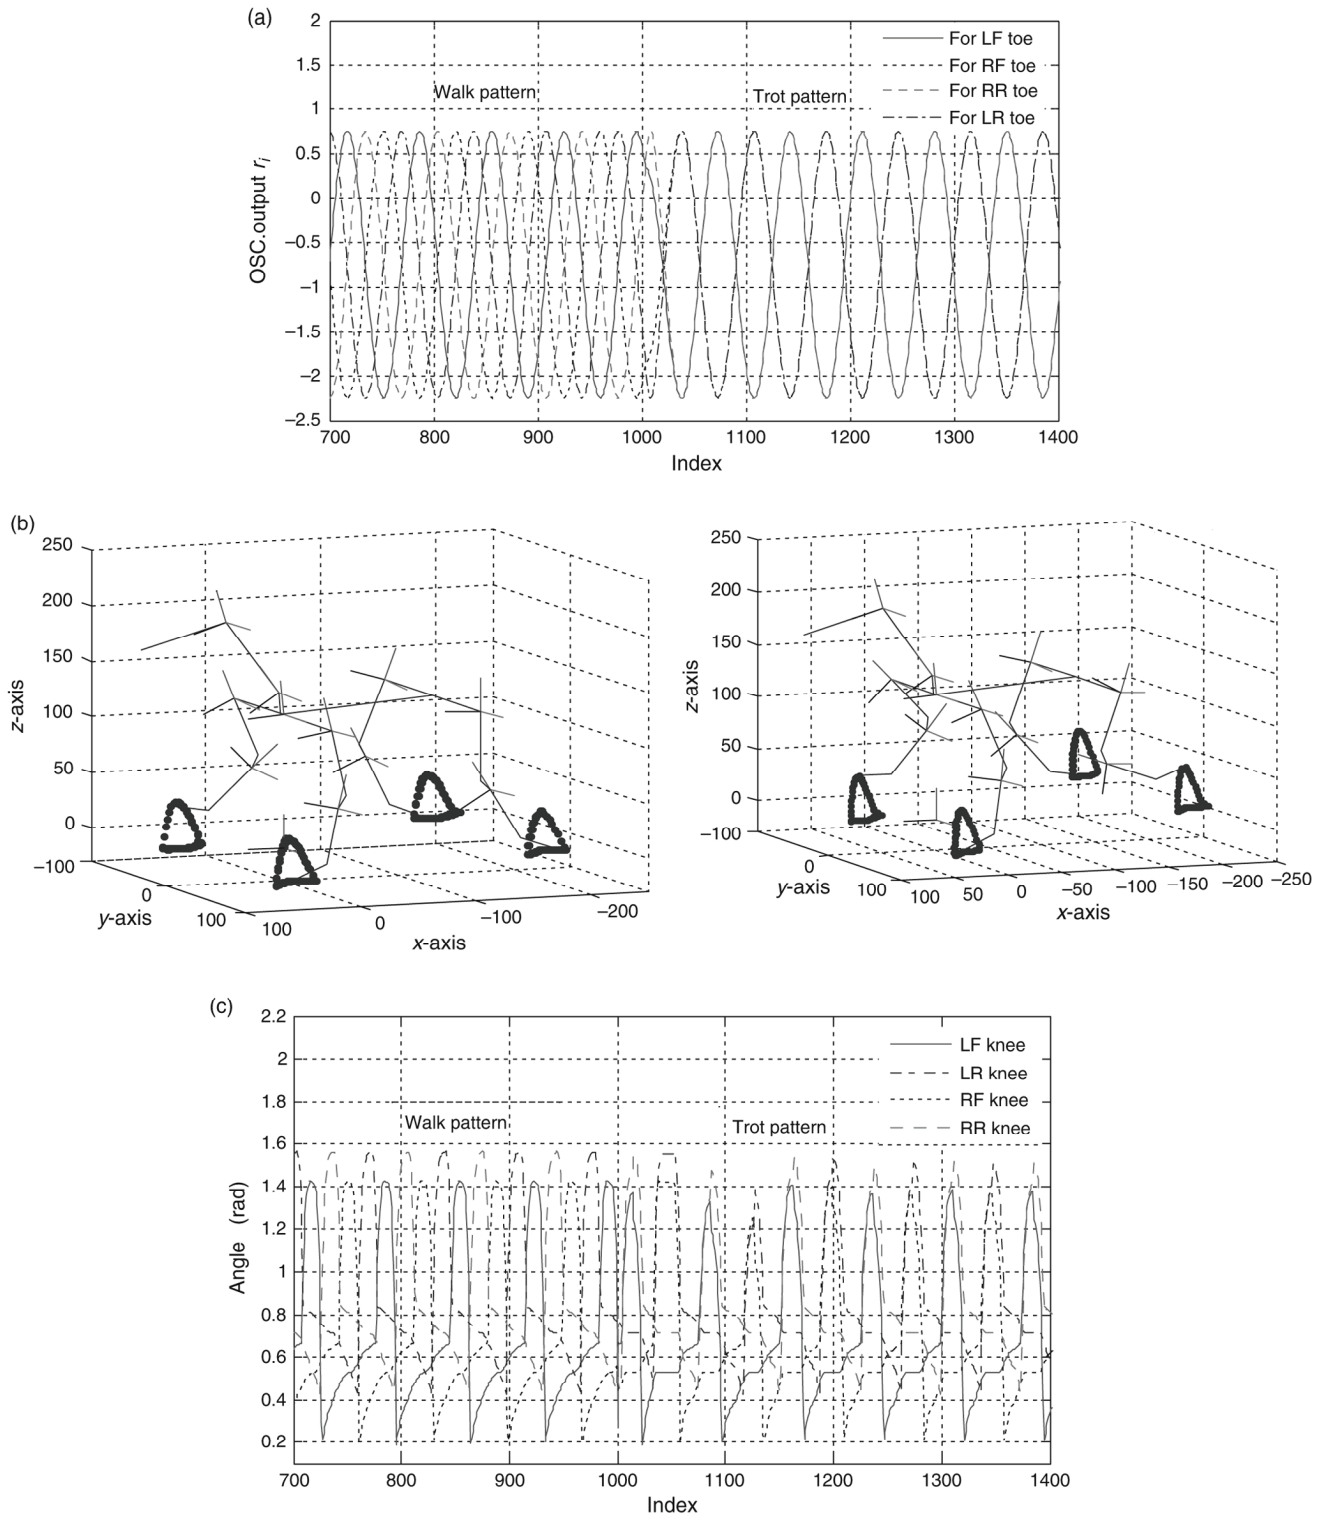 (a)
2
1.5
1
0.5
0
−0.5
−1
−1.5
−2
−2.5
OSC.output ri
Walk pattern
Trot pattern
For LF toe
For RF toe
For RR toe
For LR toe
700 800 900 1000 1100 1200 1300 1400
Index
(b)
250
200
150
100
50
0
−100
0
100
z-axis
y-axis
100 0 −100 −200
x-axis
250
200
150
100
50
0
−100
0
100
z-axis
y-axis
100 50 0 −50 −100 −150 −200 −250
x-axis
(c)
2.2
2
1.8
1.6
1.4
1.2
1
0.8
0.6
0.4
0.2
Angle (rad)
Walk pattern
Trot pattern
LF knee
LR knee
RF knee
RR knee
700 800 900 1000 1100 1200 1300 1400
Index